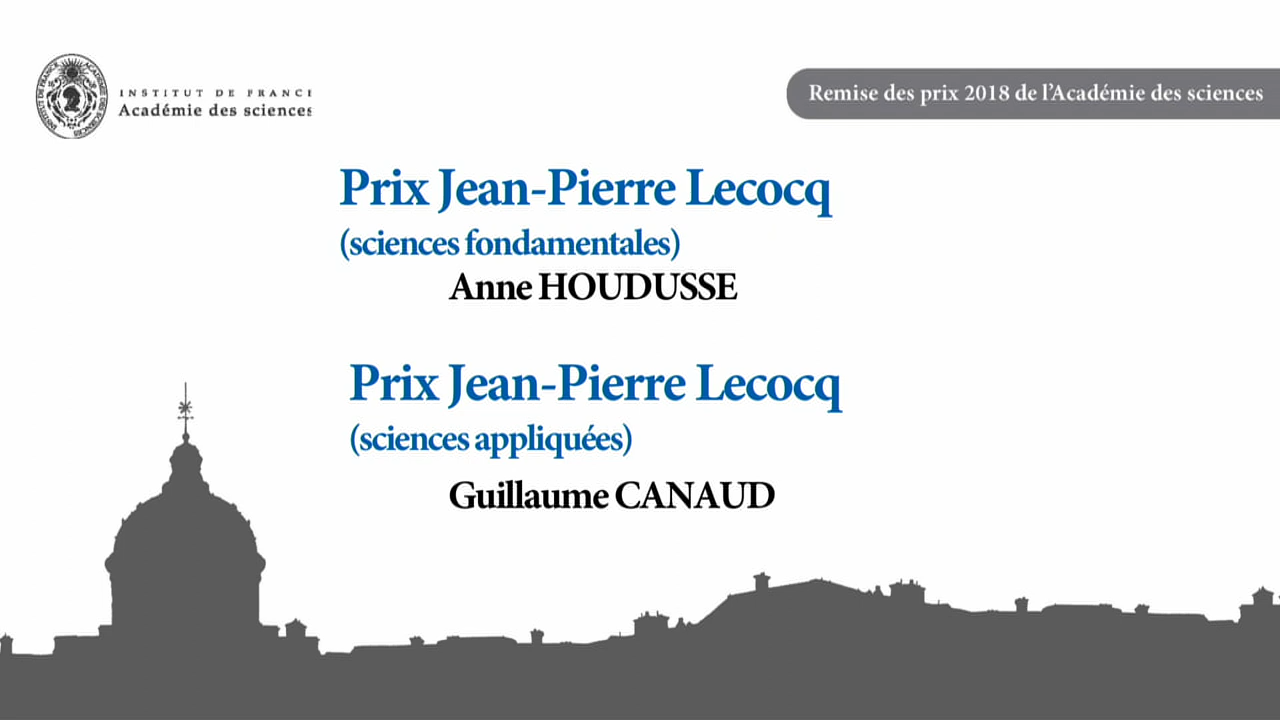 INSTITUT DE FRANCE
Académie des sciences
Remise des prix 2018 de l'Académie des sciences
Prix Jean-Pierre Lecocq
(sciences fondamentales)
Anne HOUDUSSE
Prix Jean-Pierre Lecocq
(sciences appliquées)
Guillaume CANAUD